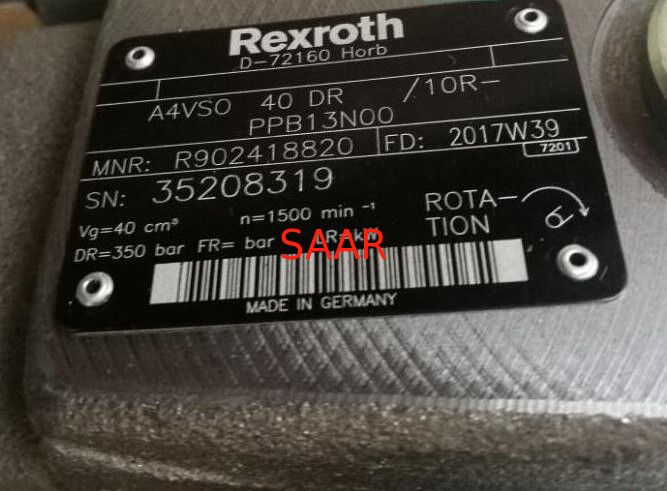 Rexroth
D-72160 Horb
A4VSO 40 DR /10R-
PPB13N00
MNR: R902418820 FD: 2017W39
7201
SN: 35208319
Vg=40 cm³ n=1500 min⁻¹
DR=350 bar FR= bar R=kW
SAAR
ROTA-
TION
MADE IN GERMANY